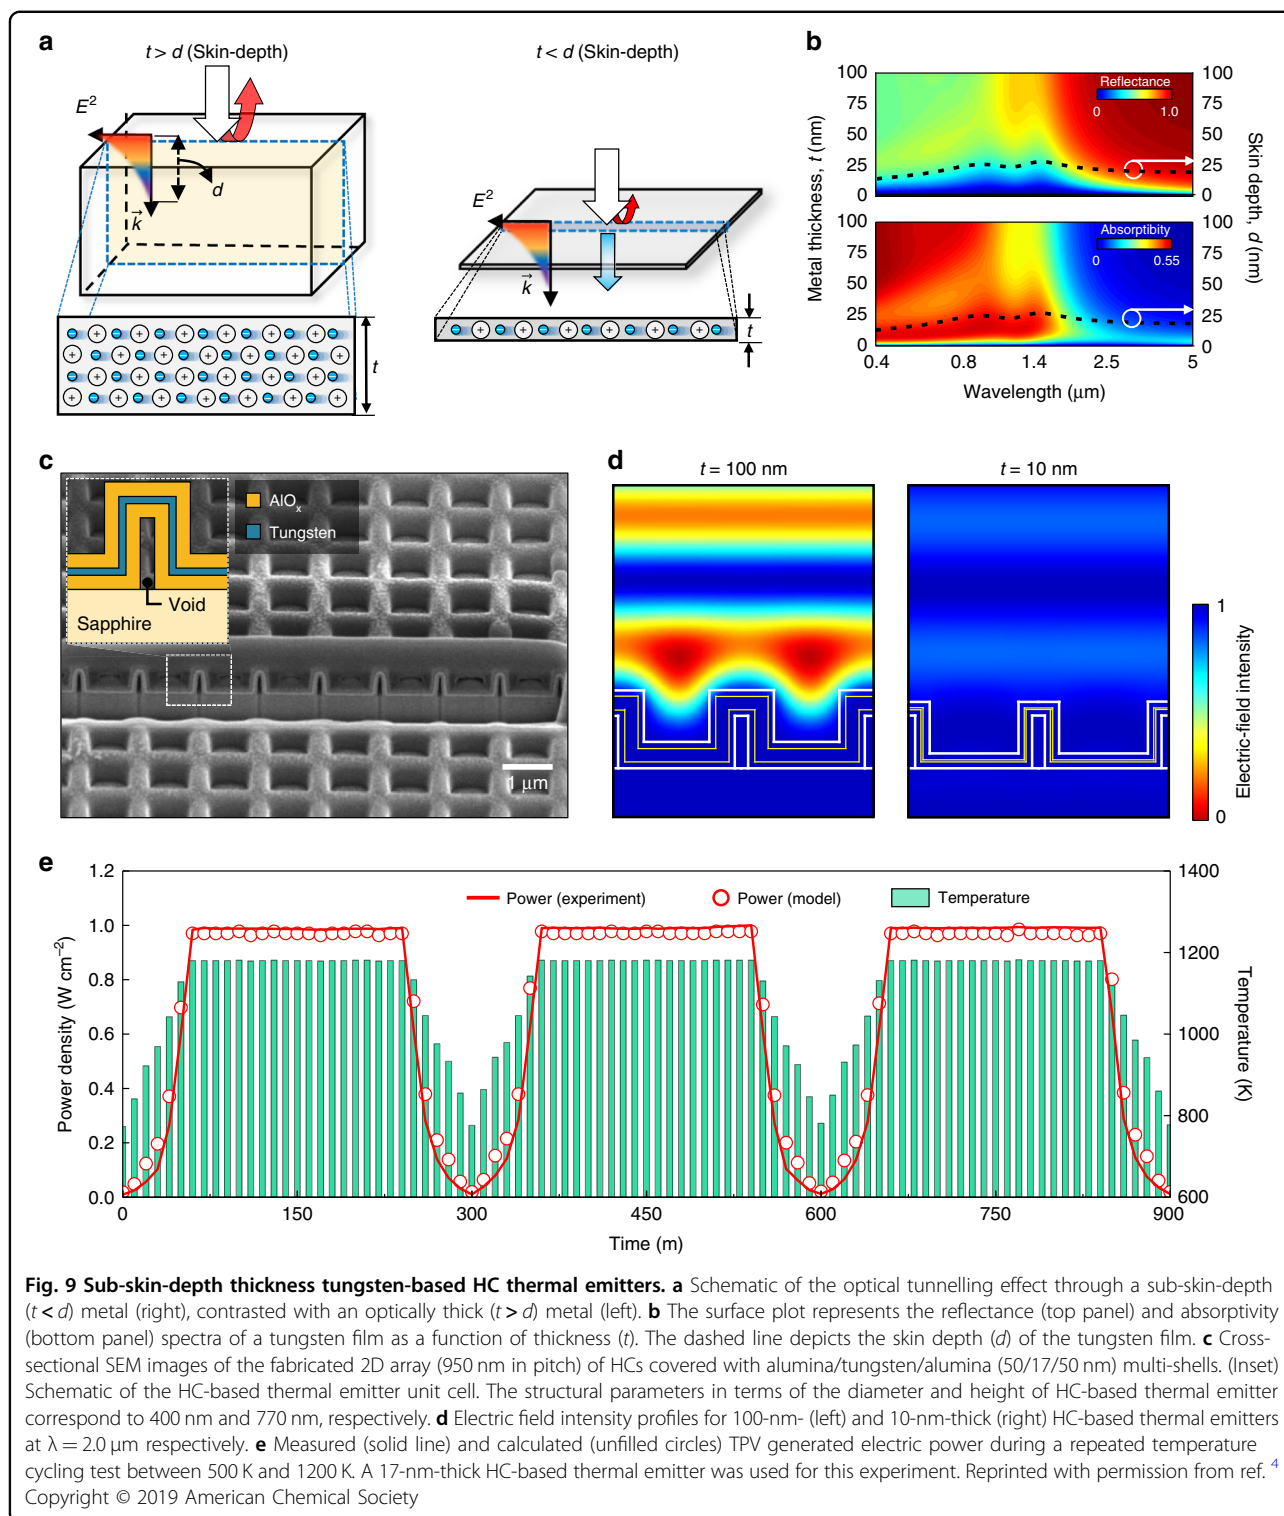 a
t > d (Skin-depth)
t < d (Skin-depth)
E²
d
k⃗
t
E²
k⃗
t
b
Reflectance
0 1.0
100
75
50
25
0
100
75
50
25
0
Absorptibity
0 0.55
100
75
50
25
0
100
75
50
25
0
Metal thickness, t (nm)
Skin depth, d (nm)
0.4 0.8 1.4 2.5 5
Wavelength (μm)
c
AlOₓ
Tungsten
Void
Sapphire
1 μm
d
t = 100 nm
t = 10 nm
1
0
Electric-field intensity
e
Power (experiment) Power (model) Temperature
1.2
1.0
0.8
0.6
0.4
0.2
0.0
Power density (W cm⁻²)
1400
1200
1000
800
600
Temperature (K)
0 150 300 450 600 750 900
Time (m)
Fig. 9 Sub-skin-depth thickness tungsten-based HC thermal emitters. a Schematic of the optical tunnelling effect through a sub-skin-depth
(t < d) metal (right), contrasted with an optically thick (t > d) metal (left). b The surface plot represents the reflectance (top panel) and absorptivity
(bottom panel) spectra of a tungsten film as a function of thickness (t). The dashed line depicts the skin depth (d) of the tungsten film. c Cross-
sectional SEM images of the fabricated 2D array (950 nm in pitch) of HCs covered with alumina/tungsten/alumina (50/17/50 nm) multi-shells. (Inset)
Schematic of the HC-based thermal emitter unit cell. The structural parameters in terms of the diameter and height of HC-based thermal emitter
correspond to 400 nm and 770 nm, respectively. d Electric field intensity profiles for 100-nm- (left) and 10-nm-thick (right) HC-based thermal emitters
at λ = 2.0 μm respectively. e Measured (solid line) and calculated (unfilled circles) TPV generated electric power during a repeated temperature
cycling test between 500 K and 1200 K. A 17-nm-thick HC-based thermal emitter was used for this experiment. Reprinted with permission from ref. ⁴
Copyright © 2019 American Chemical Society